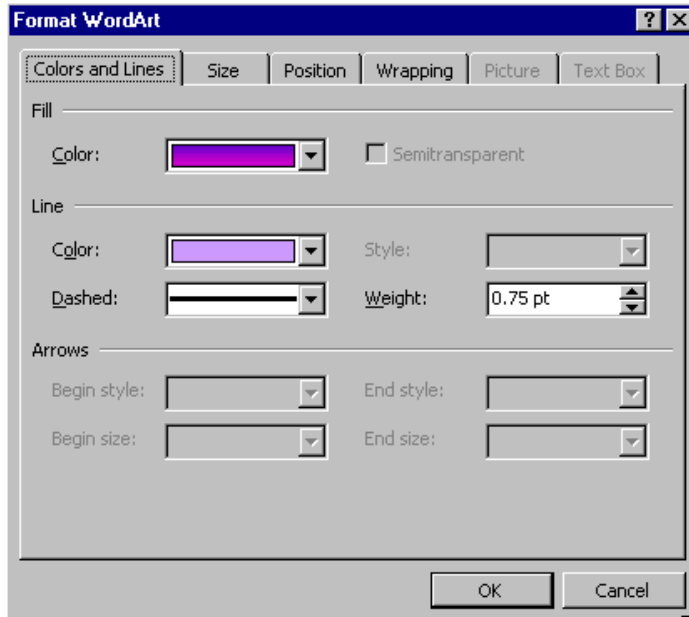 Format WordArt
Colors and Lines Size Position Wrapping Picture Text Box
Fill
Color: Semitransparent
Line
Color: Style:
Dashed: Weight: 0.75 pt
Arrows
Begin style: End style:
Begin size: End size:
OK Cancel